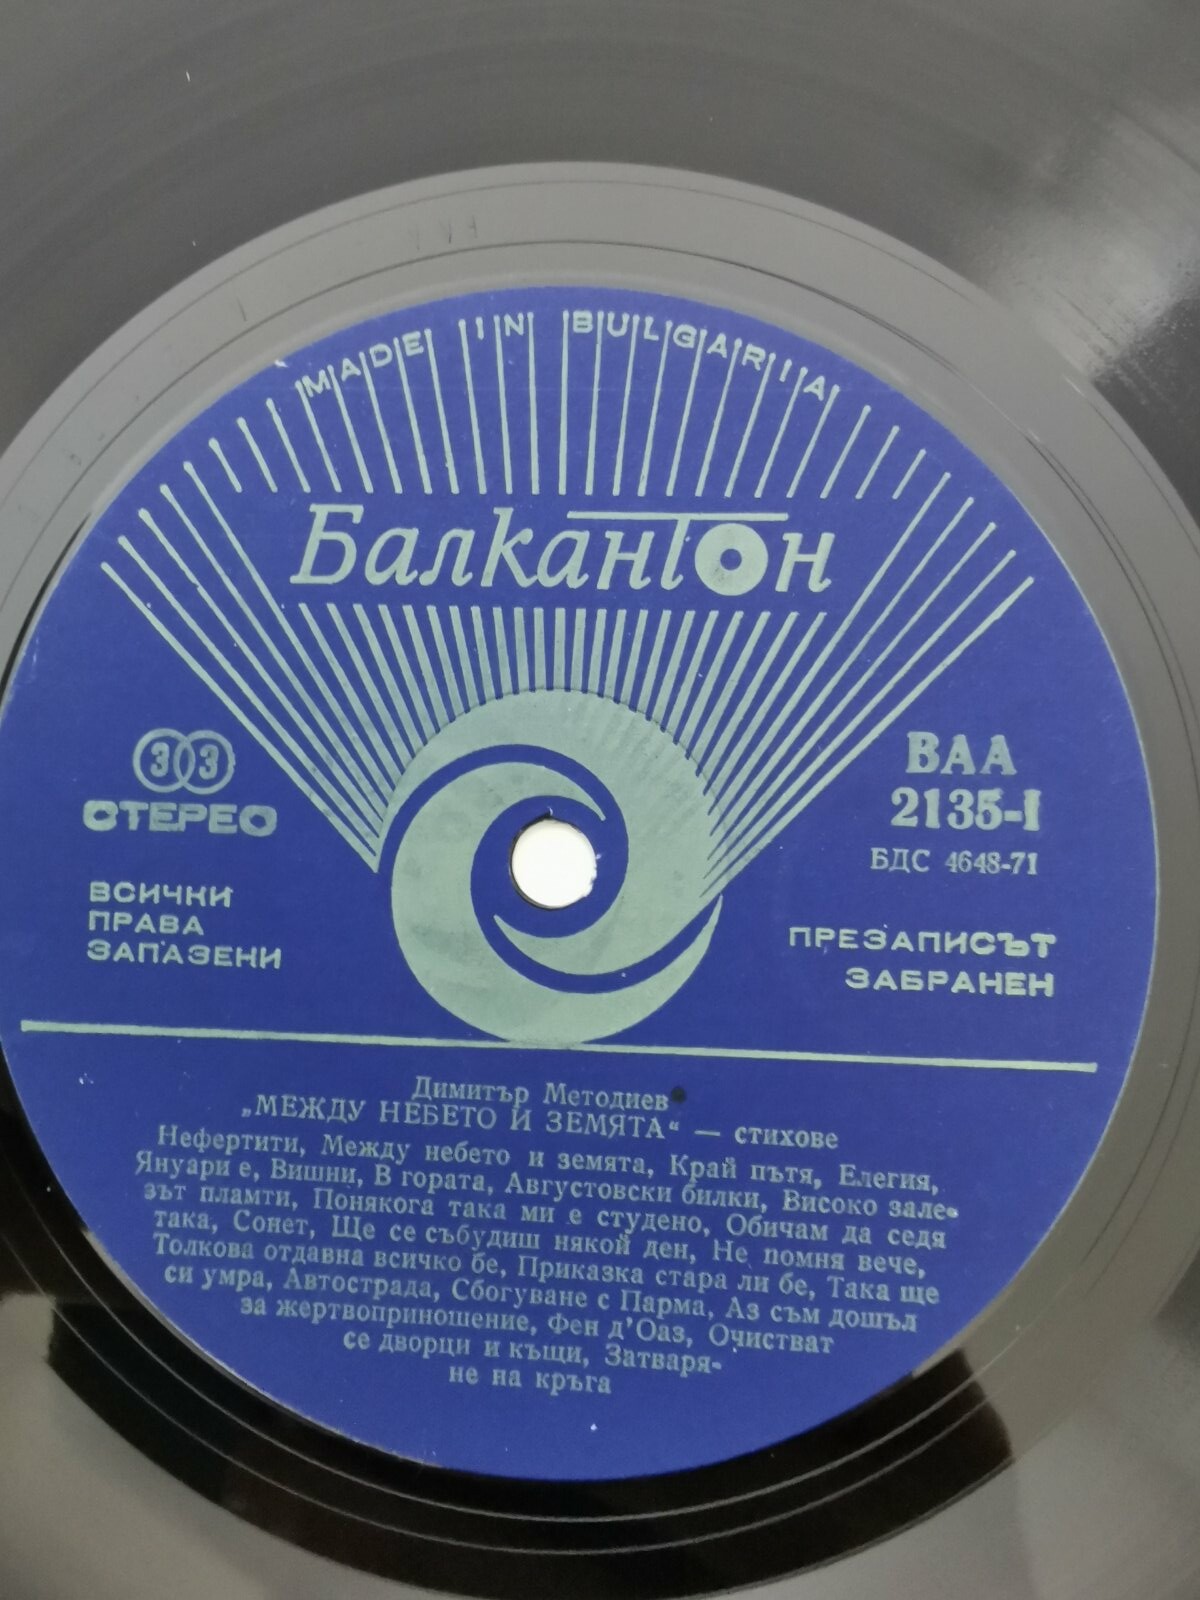 MADE IN BULGARIA
Балкантон
33
СТЕРЕО
ВСИЧКИ
ПРАВА
ЗАПАЗЕНИ
ВАА
2135-I
БДС 4648-71
ПРЕЗАПИСЪТ
ЗАБРАНЕН
Димитър Методиев
„МЕЖДУ НЕБЕТО И ЗЕМЯТА“ — стихове
Нефертити, Между небето и земята, Край пътя, Елегия,
Януари е, Вишни, В гората, Августовски билки, Високо зале-
зът пламти, Понякога така ми е студено, Обичам да седя
така, Сонет, Ще се събудиш някой ден, Не помня вече,
Толкова отдавна всичко бе, Приказка стара ли бе, Така ще
си умра, Автострада, Сбогуване с Парма, Аз съм дошъл
за жертвоприношение, Фен д'Оаз, Очистват
се дворци и къщи, Затваря-
не на кръга